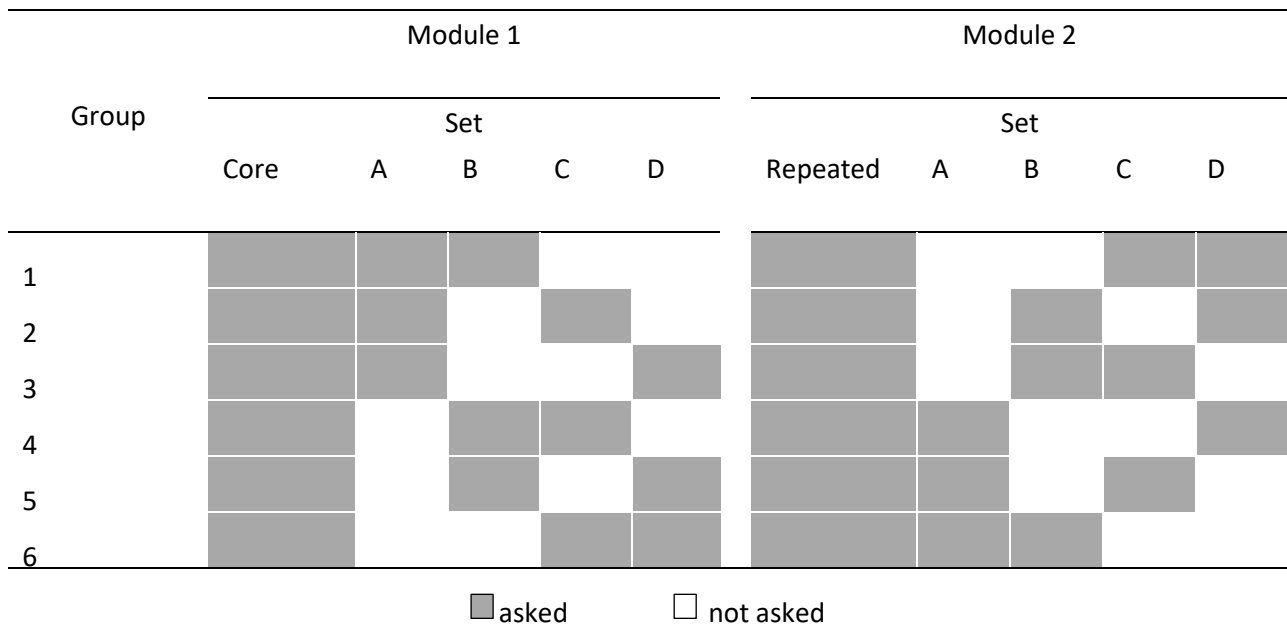 Module 1 Module 2
Group
Set Set
Core A B C D Repeated A B C D
1
2
3
4
5
6
asked not asked